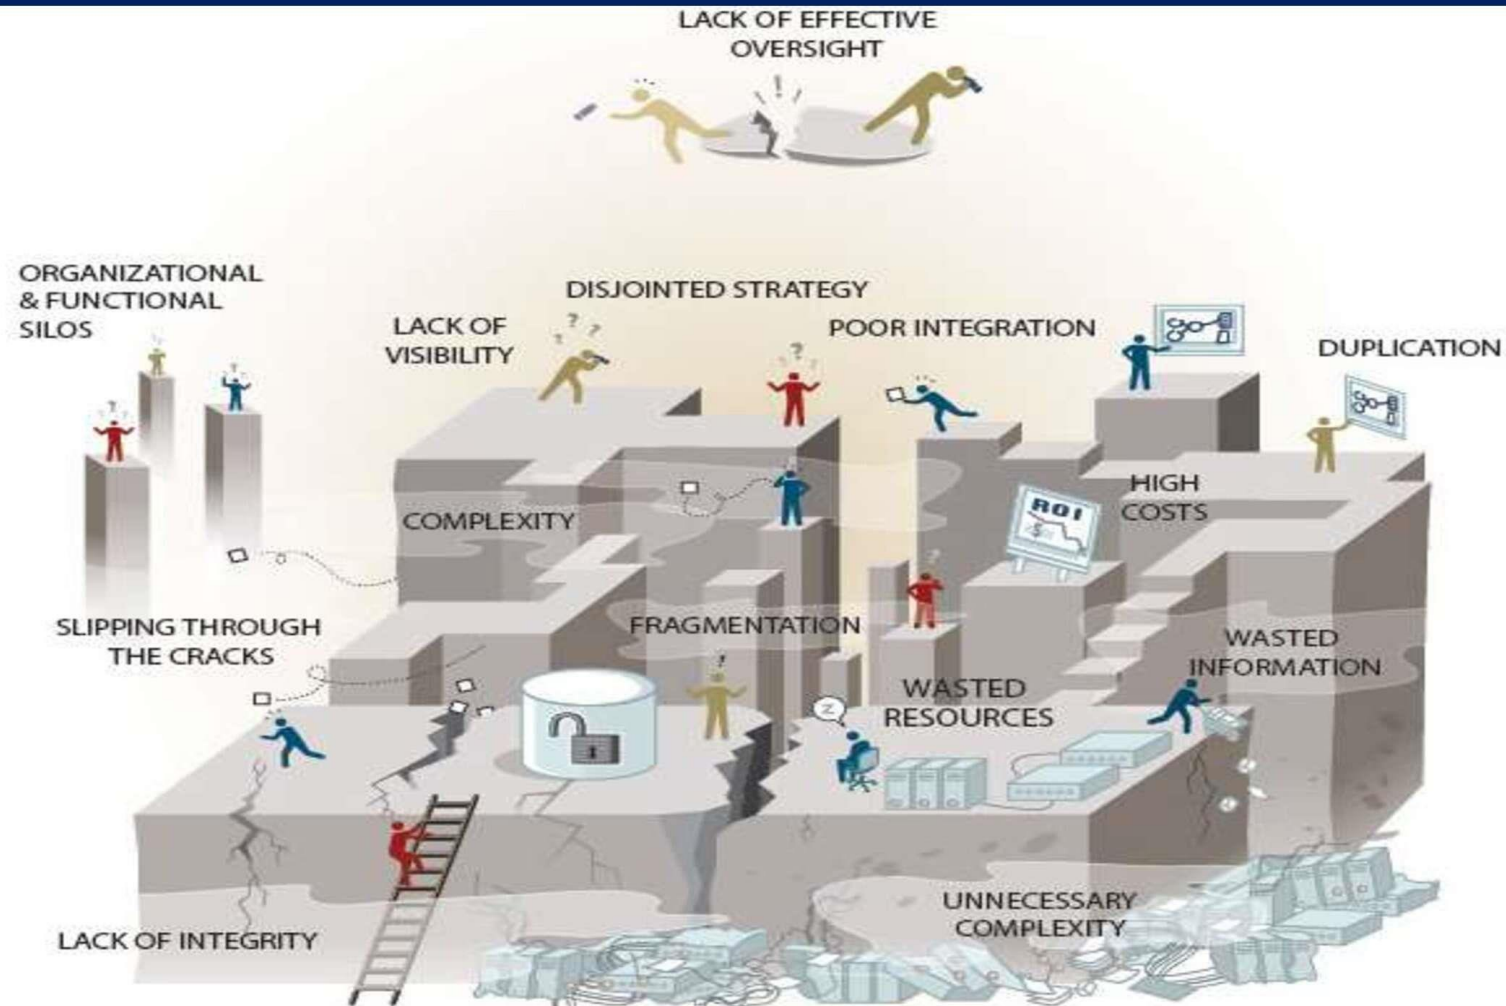 LACK OF EFFECTIVE
OVERSIGHT
ORGANIZATIONAL
& FUNCTIONAL
SILOS
DISJOINTED STRATEGY
LACK OF
VISIBILITY
POOR INTEGRATION
DUPLICATION
HIGH
COSTS
ROI
$
COMPLEXITY
SLIPPING THROUGH
THE CRACKS
FRAGMENTATION
WASTED
INFORMATION
WASTED
RESOURCES
Z
UNNECESSARY
COMPLEXITY
LACK OF INTEGRITY